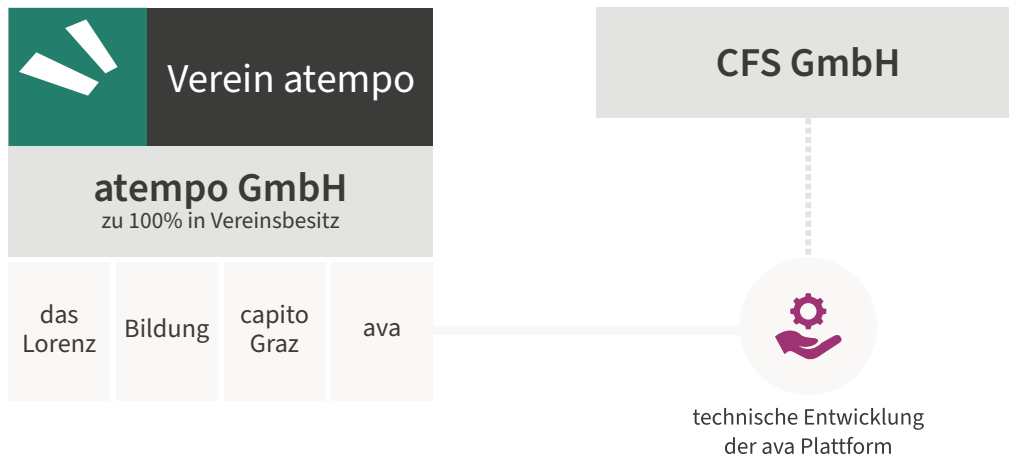 Verein atempo
atempo GmbH
zu 100% in Vereinsbesitz
das
Lorenz
Bildung
capito
Graz
ava
CFS GmbH
technische Entwicklung
der ava Plattform